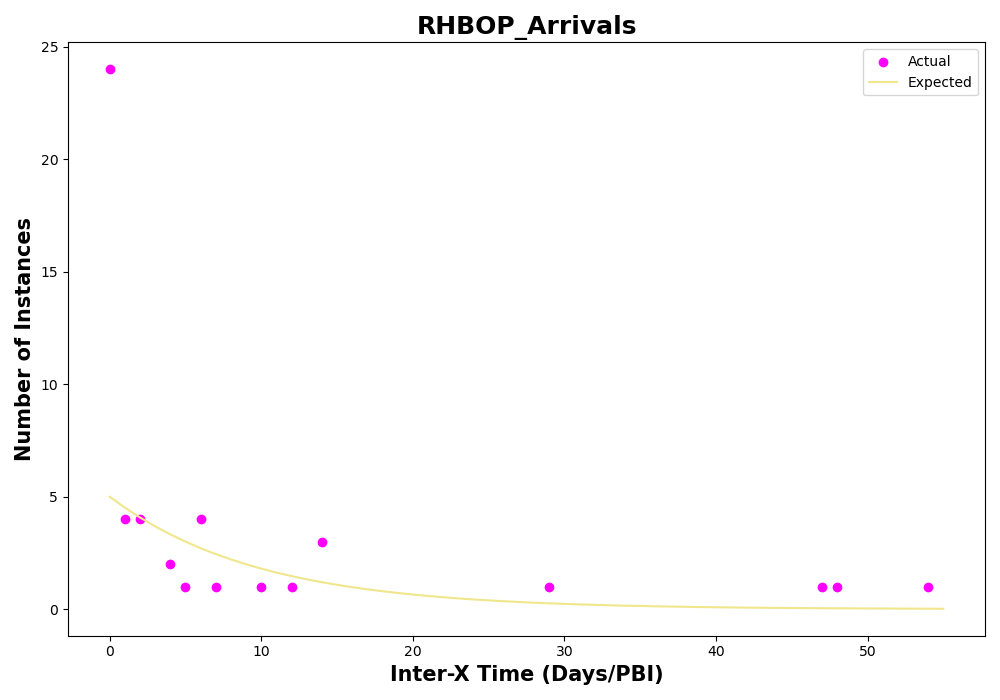 RHBOP_Arrivals
Actual
Expected
Number of Instances
25
20
15
10
5
0
0 10 20 30 40 50
Inter-X Time (Days/PBI)